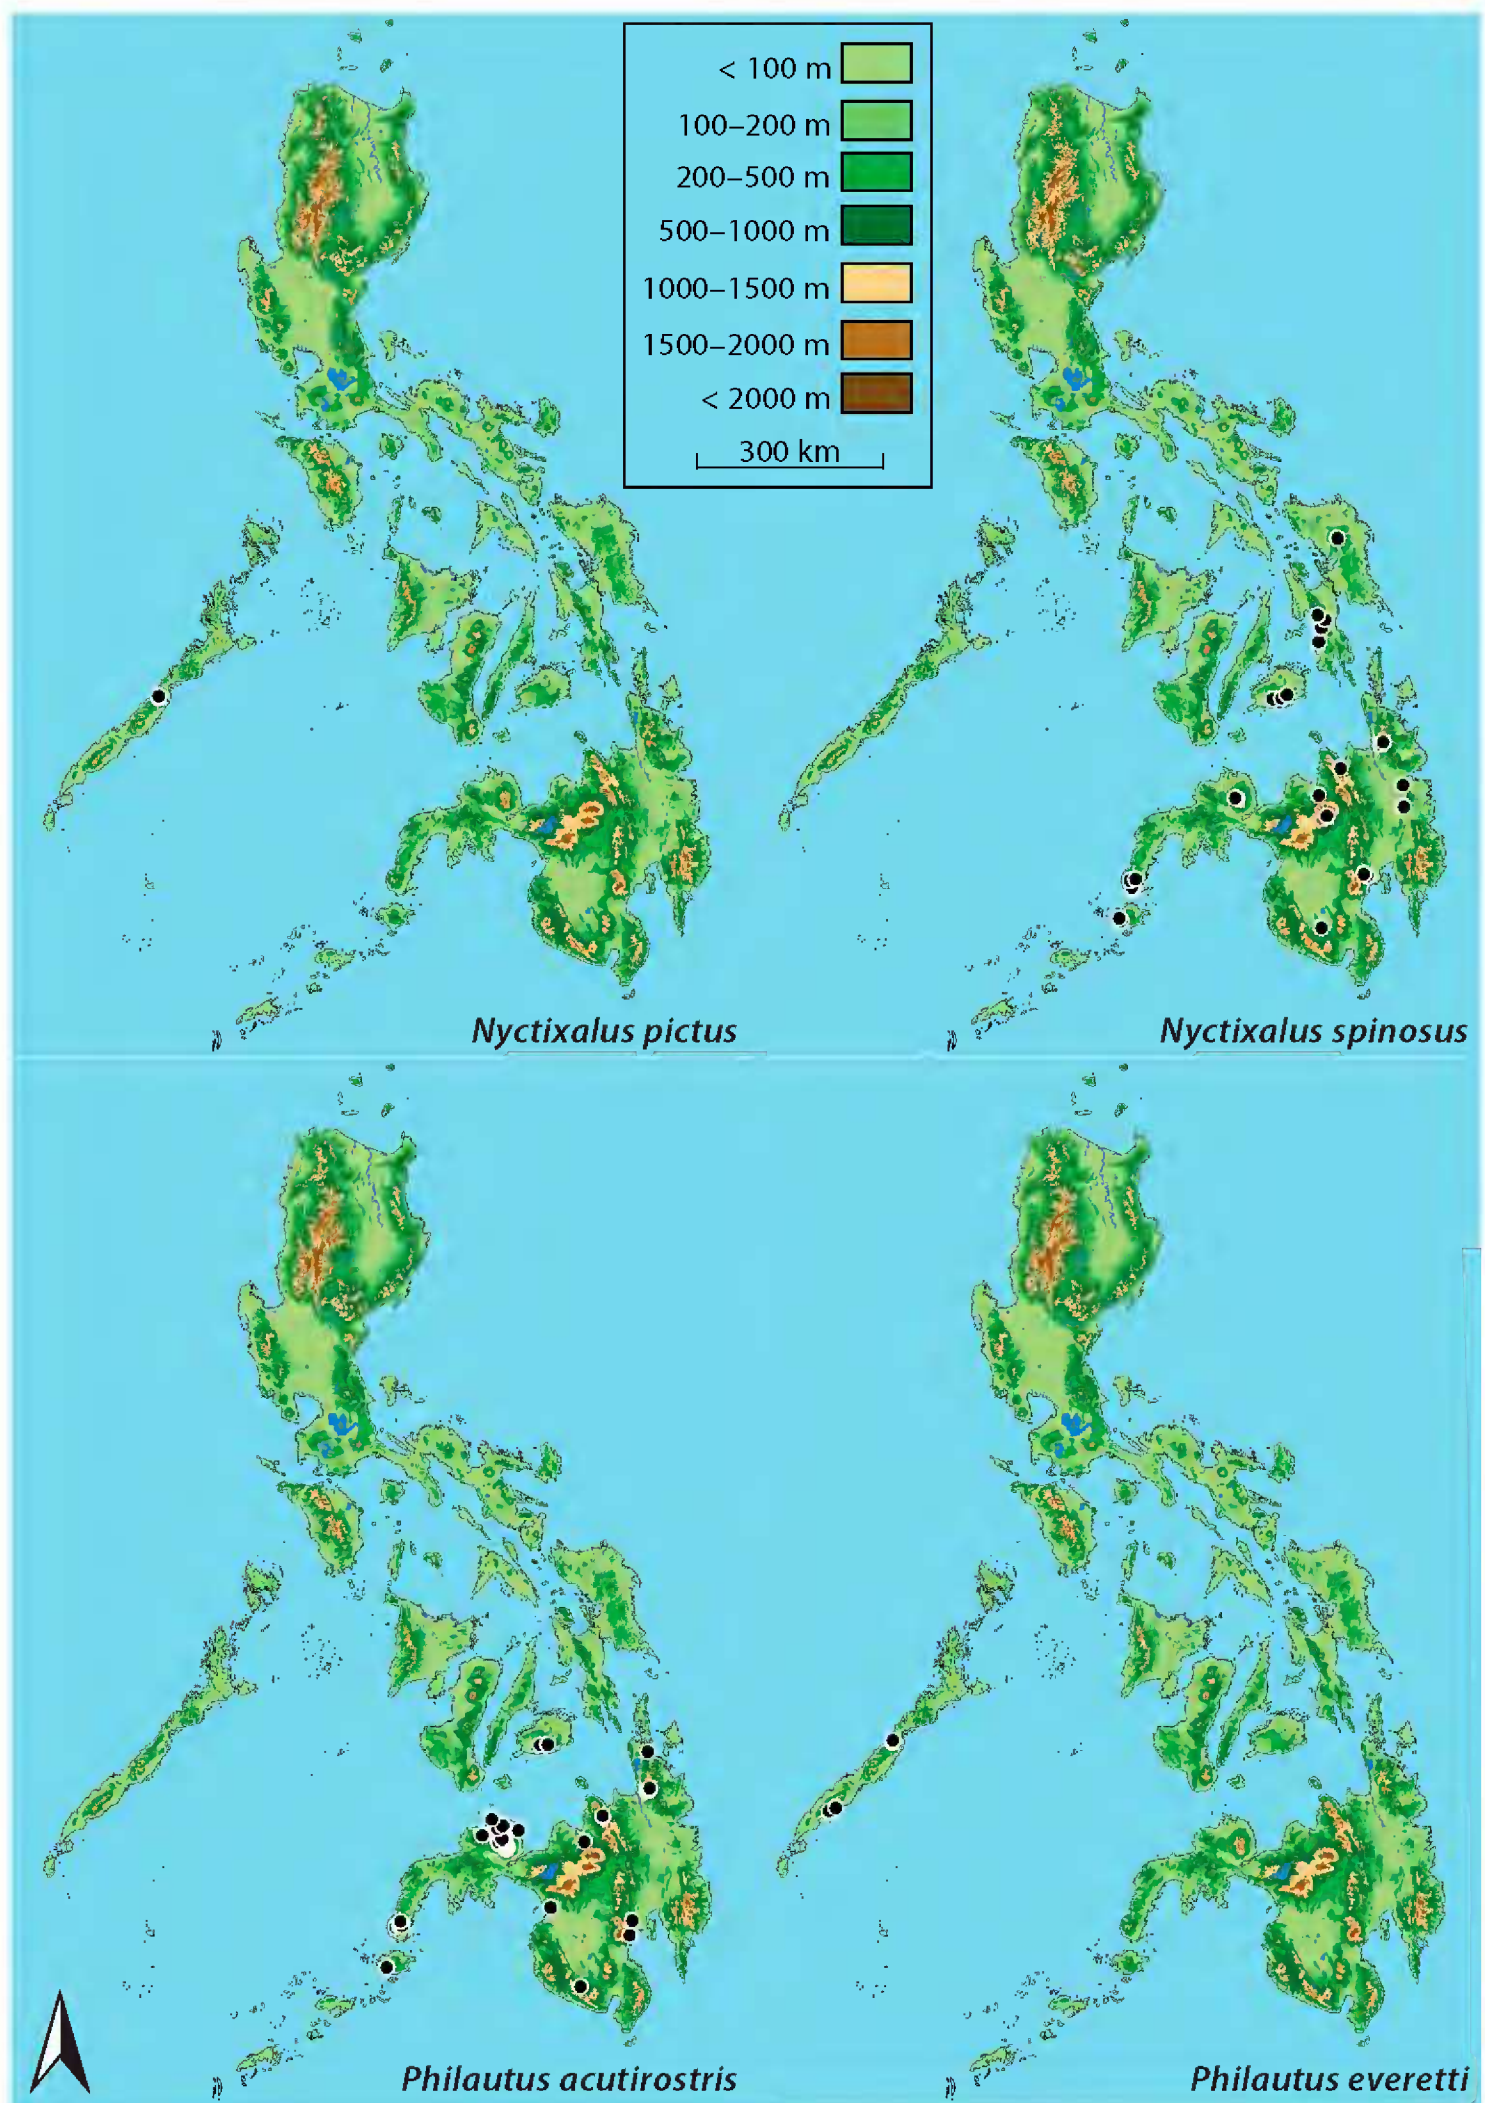 < 100 m
100–200 m
200–500 m
500–1000 m
1000–1500 m
1500–2000 m
< 2000 m
300 km
Nyctixalus pictus
Nyctixalus spinosus
Philautus acutirostris
Philautus everetti